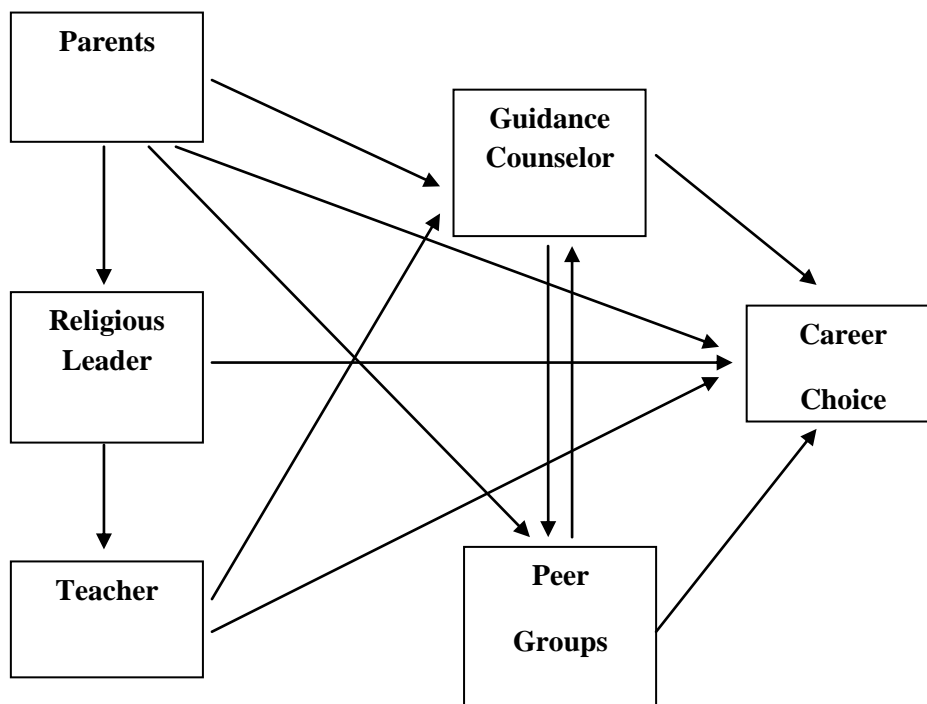 Parents
Guidance
Counselor
Religious
Leader
Career
Choice
Teacher
Peer
Groups